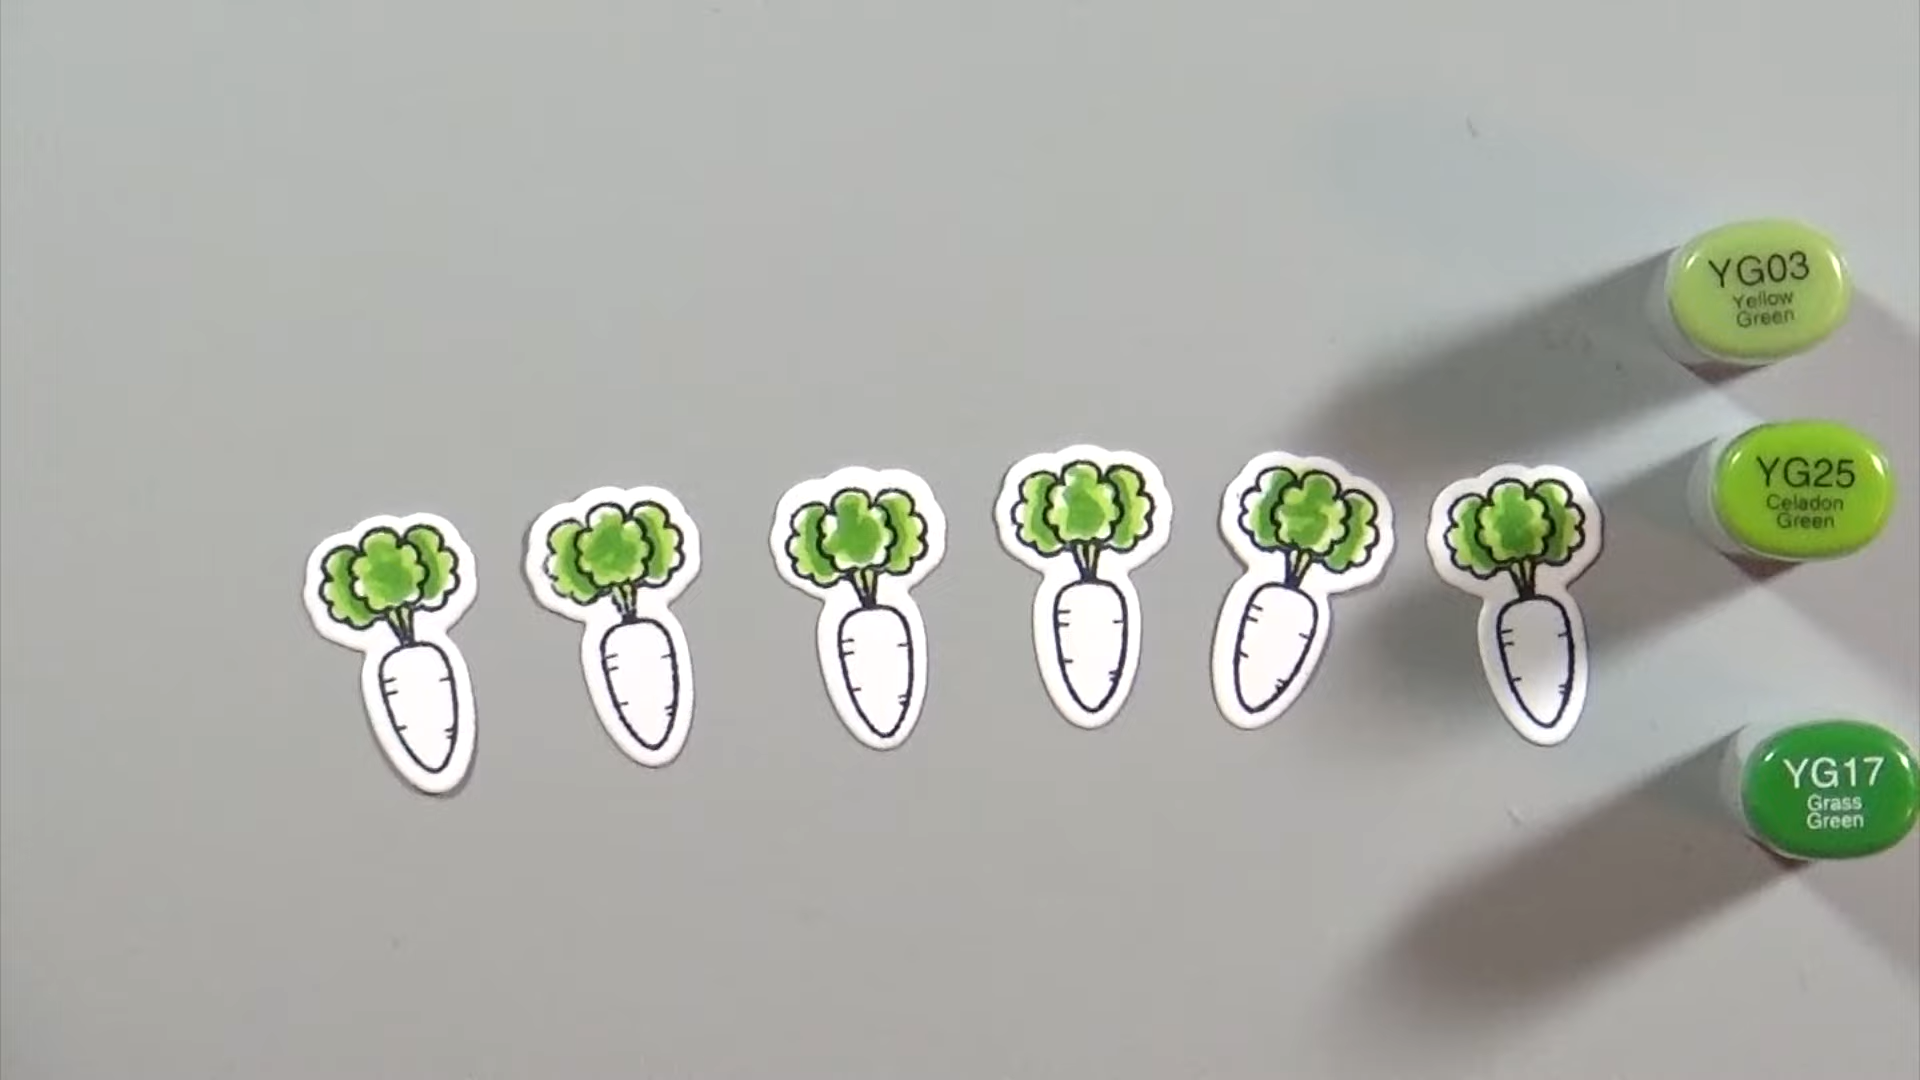 YG03
Yellow
Green
YG25
Celadon
Green
YG17
Grass
Green